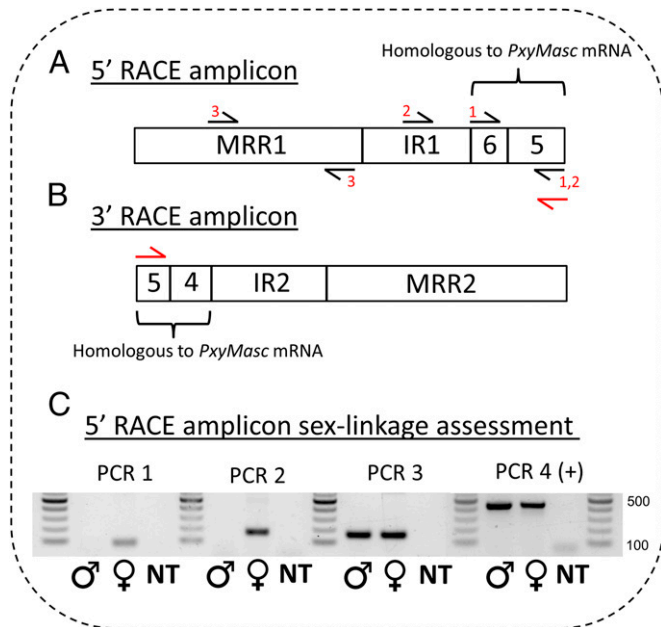 Homologous to PxyMasc mRNA
A
5' RACE amplicon
3 2 1
MRR1 IR1 6 5
3 1,2
B
3' RACE amplicon
5 4 IR2 MRR2
Homologous to PxyMasc mRNA
C
5' RACE amplicon sex-linkage assessment
PCR 1 PCR 2 PCR 3 PCR 4 (+)
500
100
♂ ♀ NT ♂ ♀ NT ♂ ♀ NT ♂ ♀ NT